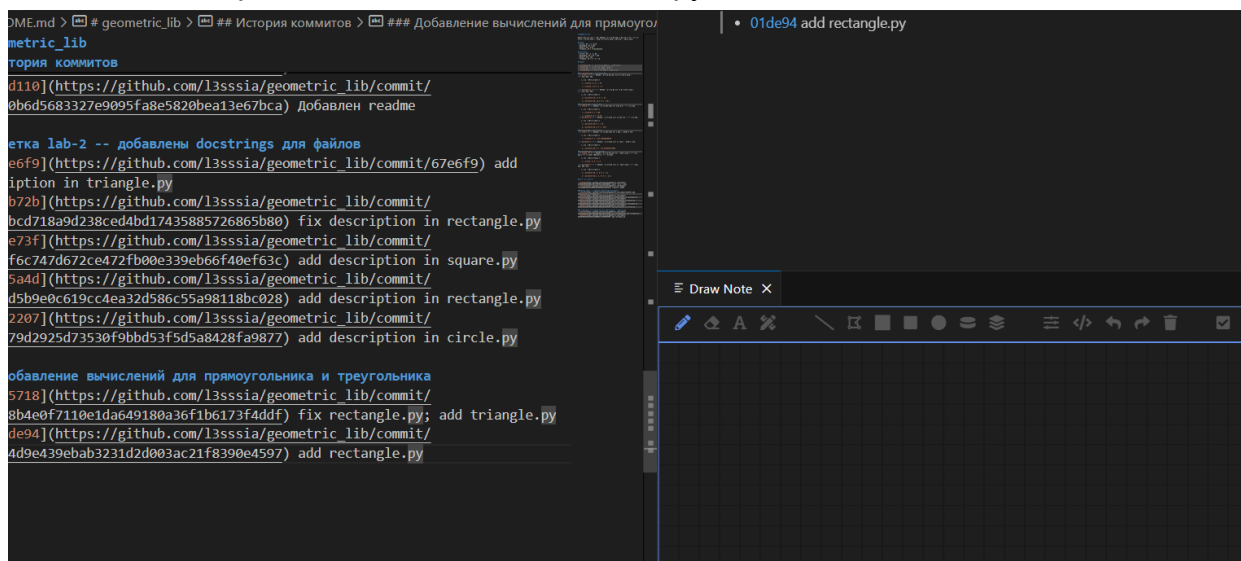 OME.md > # geometric_lib > ## История коммитов > ### Добавление вычислений для прямоугол
metric_lib
тория коммитов
d110](https://github.com/l3sssia/geometric_lib/commit/
0b6d5683327e9095fa8e5820bea13e67bca) Добавлен readme
етка lab-2 -- добавлены docstrings для файлов
e6f9](https://github.com/l3sssia/geometric_lib/commit/67e6f9) add
iption in triangle.py
b72b](https://github.com/l3sssia/geometric_lib/commit/
bcd718a9d238ced4bd17435885726865b80) fix description in rectangle.py
e73f](https://github.com/l3sssia/geometric_lib/commit/
f6c747d672ce472fb00e339eb66f40ef63c) add description in square.py
5a4d](https://github.com/l3sssia/geometric_lib/commit/
d5b9e0c619cc4ea32d586c55a98118bc028) add description in rectangle.py
2207](https://github.com/l3sssia/geometric_lib/commit/
79d2925d73530f9bbd53f5d5a8428fa9877) add description in circle.py
обавление вычислений для прямоугольника и треугольника
5718](https://github.com/l3sssia/geometric_lib/commit/
8b4e0f7110e1da649180a36f1b6173f4ddf) fix rectangle.py; add triangle.py
de94](https://github.com/l3sssia/geometric_lib/commit/
4d9e439ebab3231d2d003ac21f8390e4597) add rectangle.py
• 01de94 add rectangle.py
Draw Note